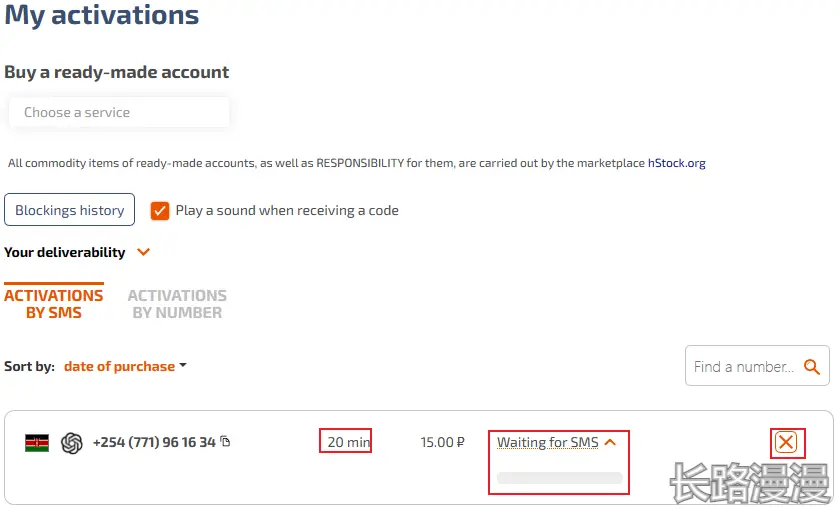 My activations
Buy a ready-made account
Choose a service
All commodity items of ready-made accounts, as well as RESPONSIBILITY for them, are carried out by the marketplace hStock.org
Blockings history
Play a sound when receiving a code
Your deliverability
ACTIVATIONS
BY SMS
ACTIVATIONS
BY NUMBER
Sort by: date of purchase
Find a number...
+254 (771) 96 16 34
20 min
15.00 ₽
Waiting for SMS
长路漫漫